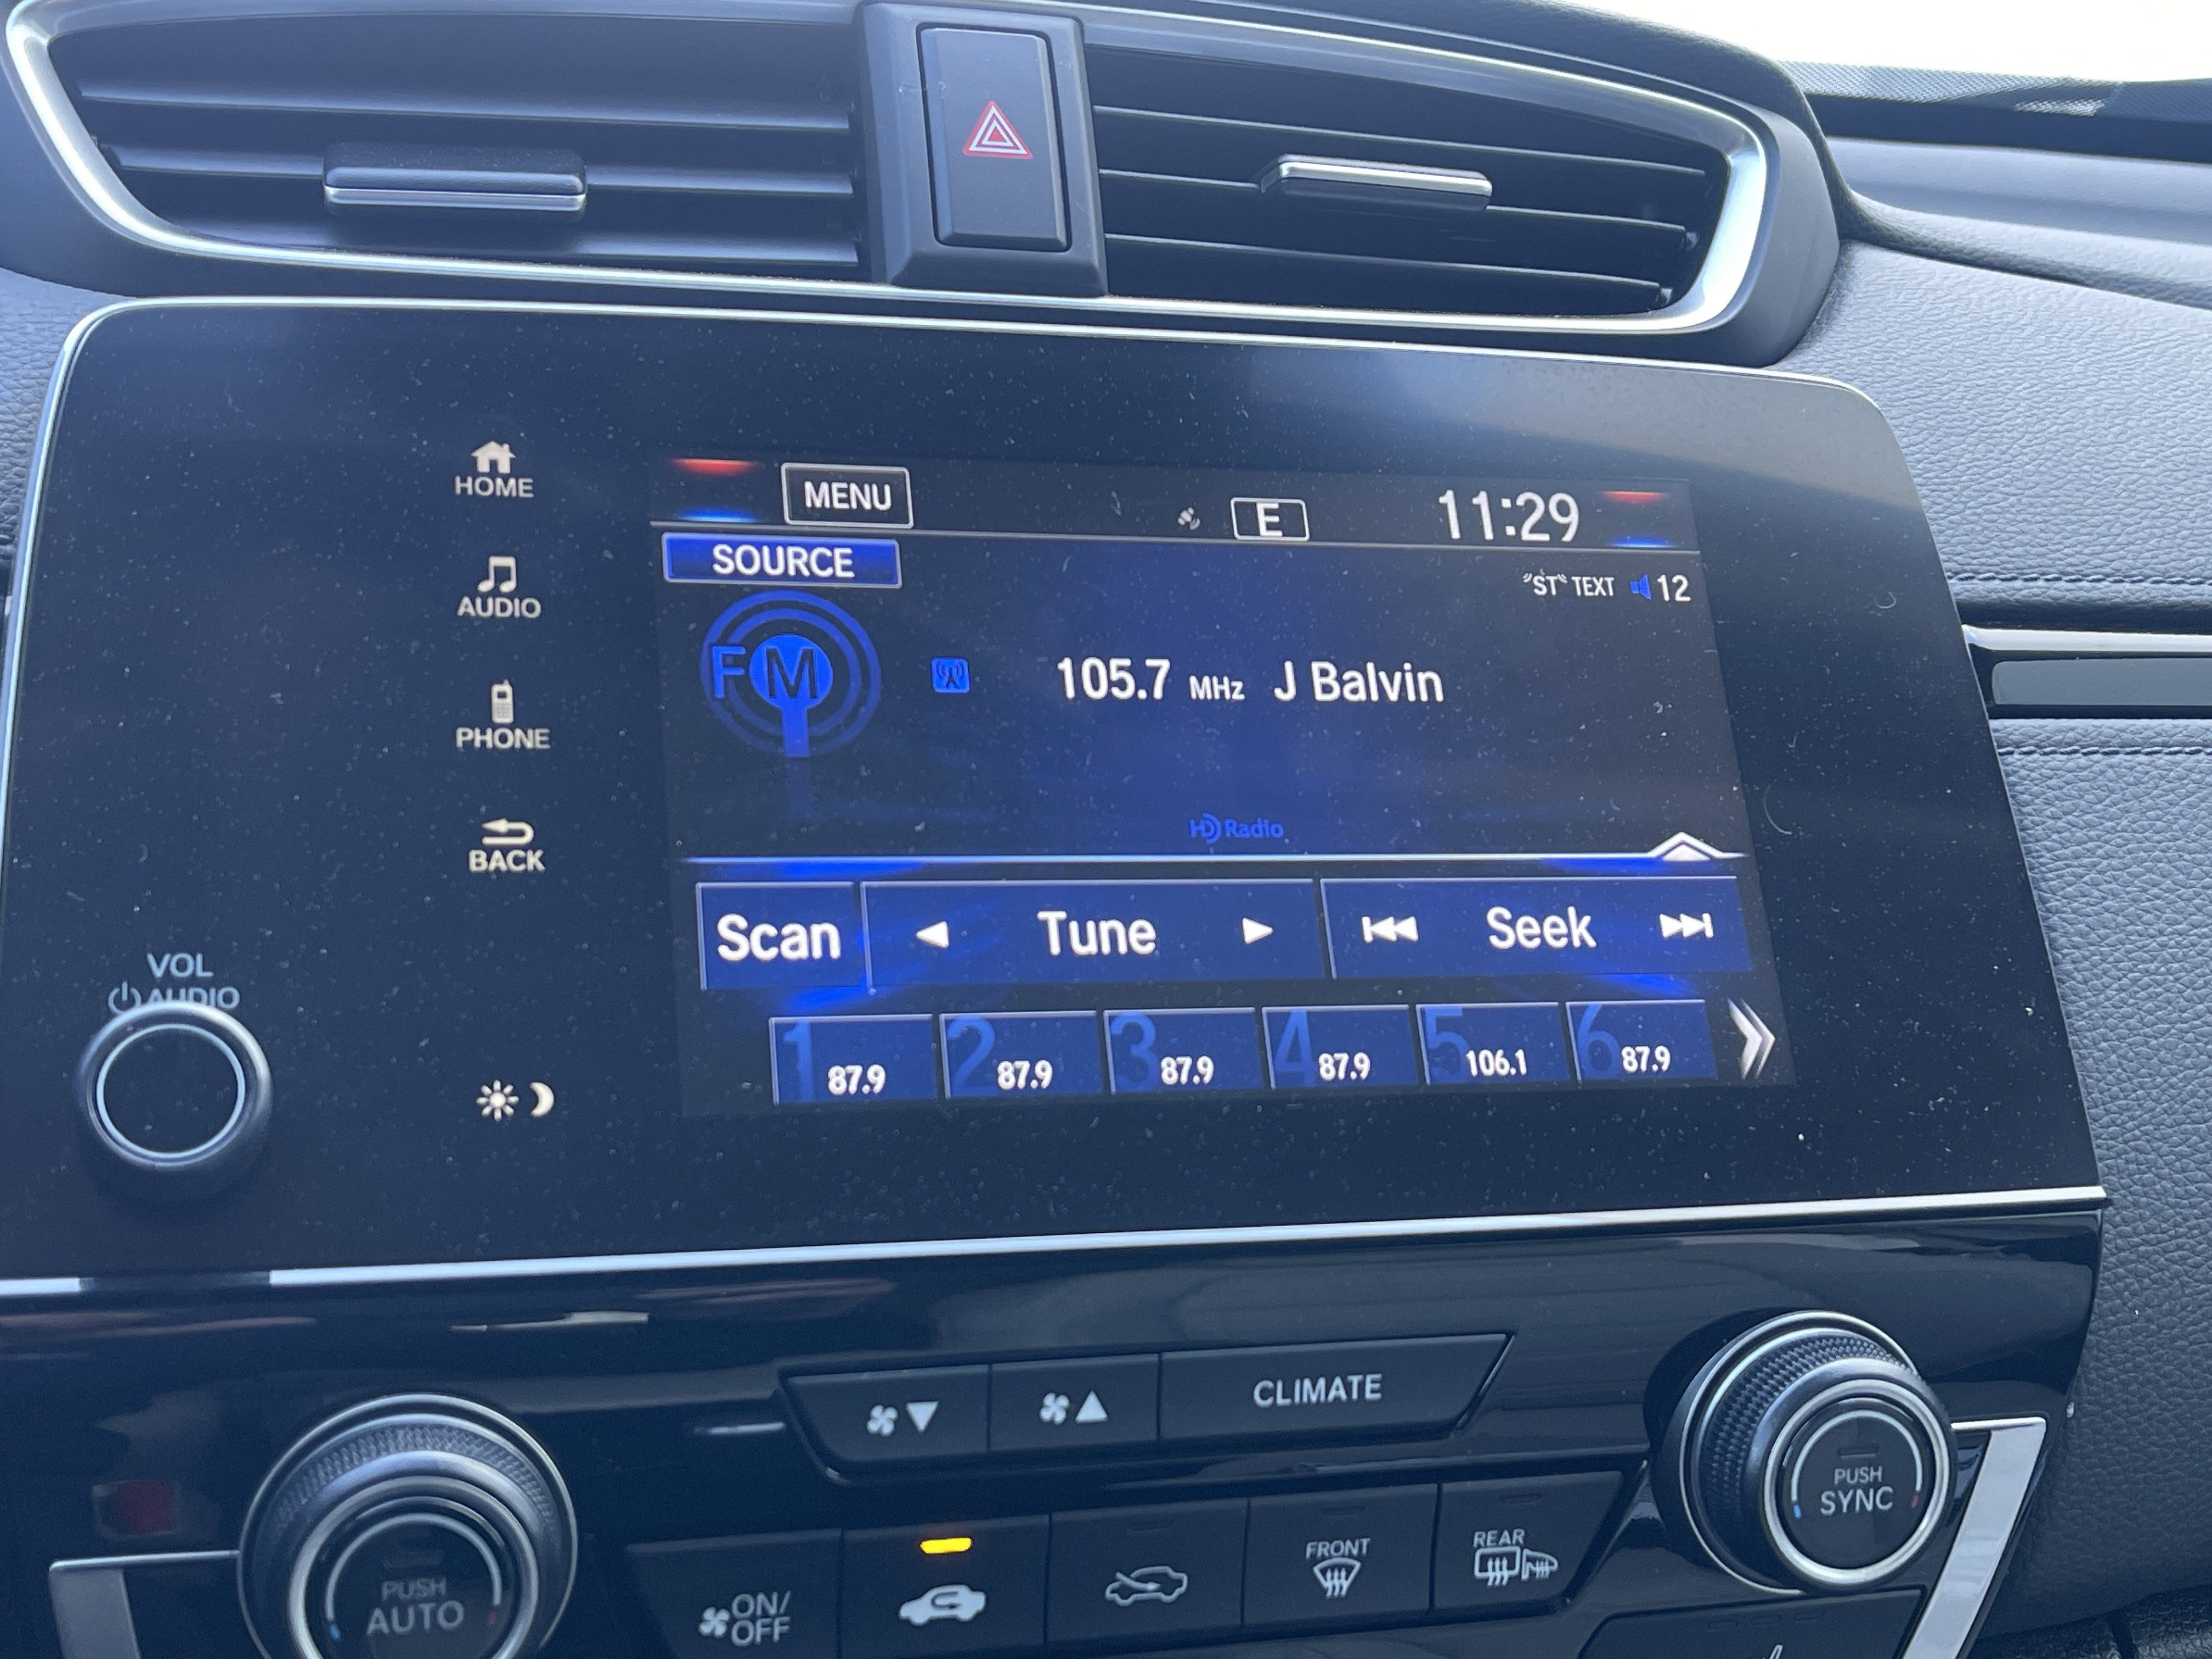 HOME
MENU
E
11:29
SOURCE
"ST" TEXT 12
AUDIO
FM
105.7 MHz J Balvin
PHONE
HD Radio
BACK
Scan
Tune
Seek
VOL
AUDIO
1 87.9
2 87.9
3 87.9
4 87.9
5 106.1
6 87.9
CLIMATE
PUSH
SYNC
PUSH
AUTO
ON/
OFF
FRONT
REAR